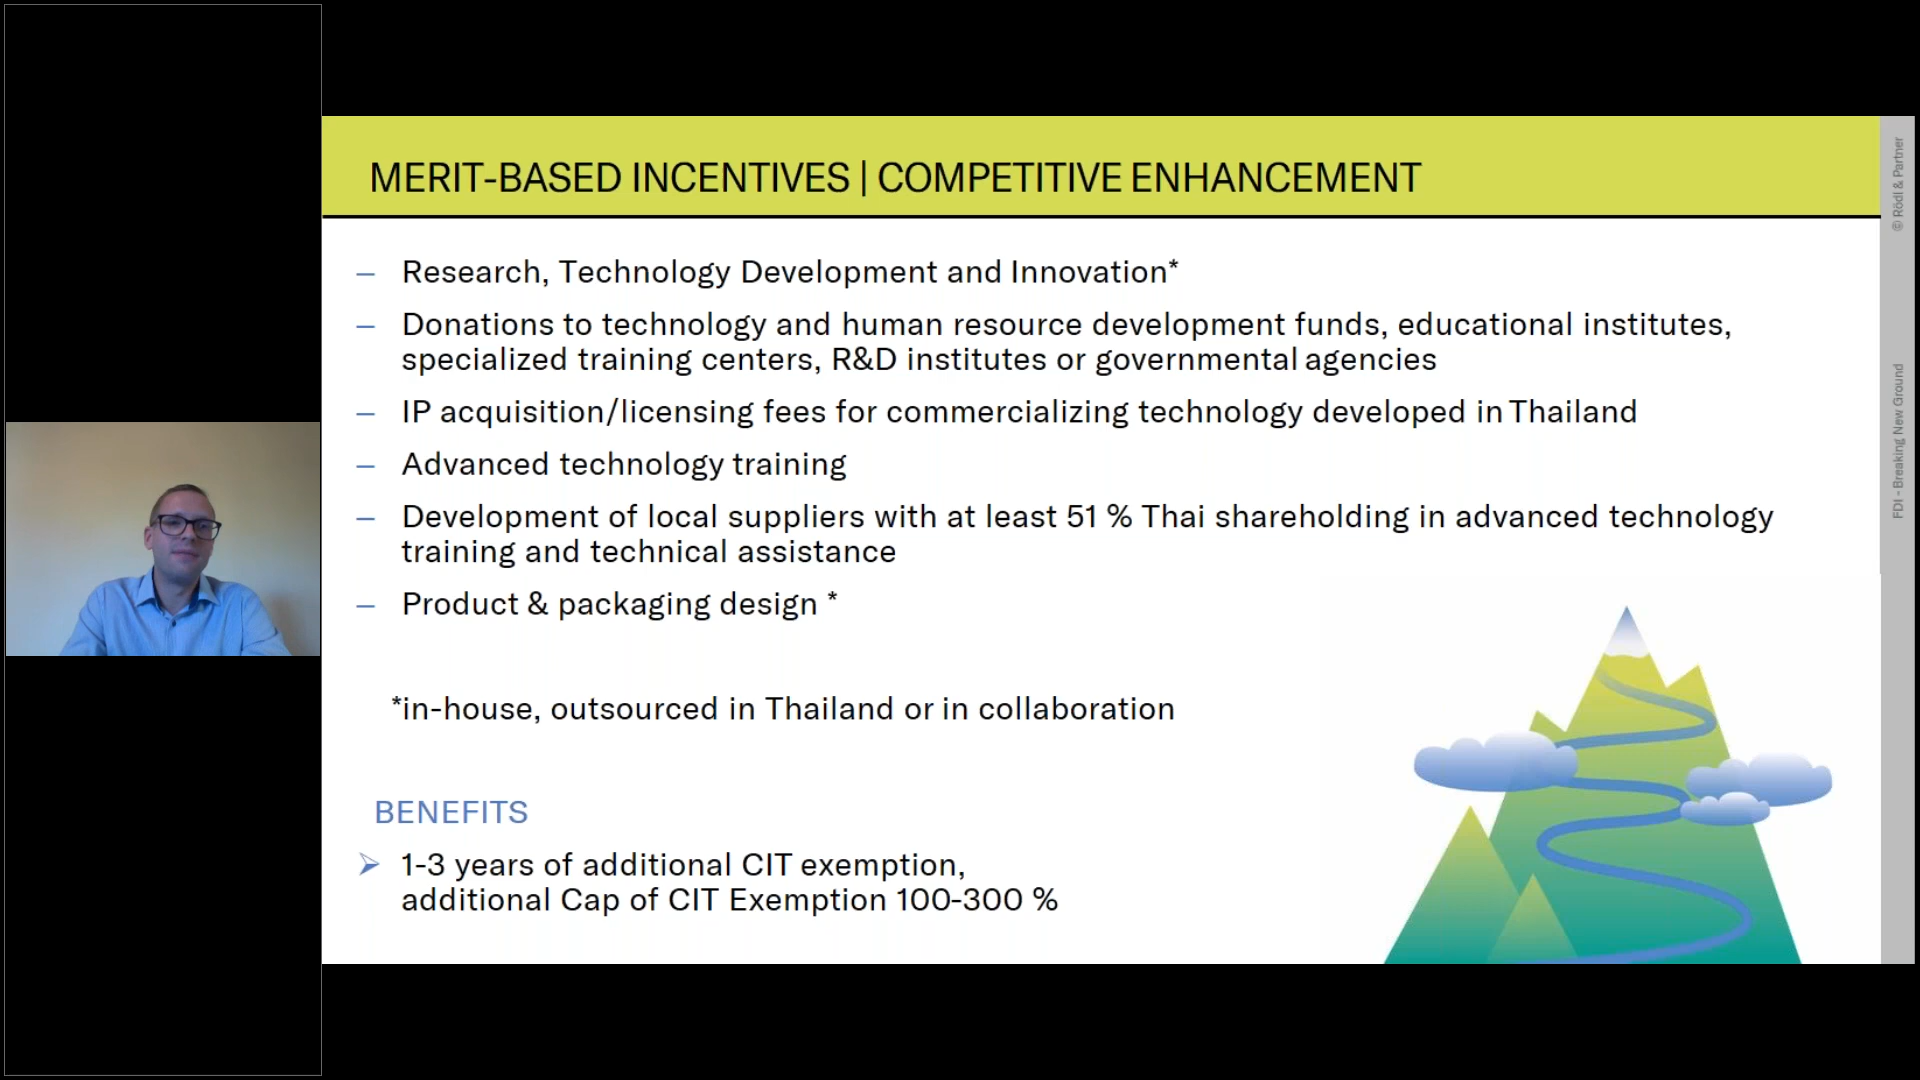 MERIT-BASED INCENTIVES | COMPETITIVE ENHANCEMENT
– Research, Technology Development and Innovation*
– Donations to technology and human resource development funds, educational institutes,
specialized training centers, R&D institutes or governmental agencies
– IP acquisition/licensing fees for commercializing technology developed in Thailand
– Advanced technology training
– Development of local suppliers with at least 51 % Thai shareholding in advanced technology
training and technical assistance
– Product & packaging design *
*in-house, outsourced in Thailand or in collaboration
BENEFITS
➢ 1-3 years of additional CIT exemption,
additional Cap of CIT Exemption 100-300 %
© Rödl & Partner
FDI - Breaking New Ground